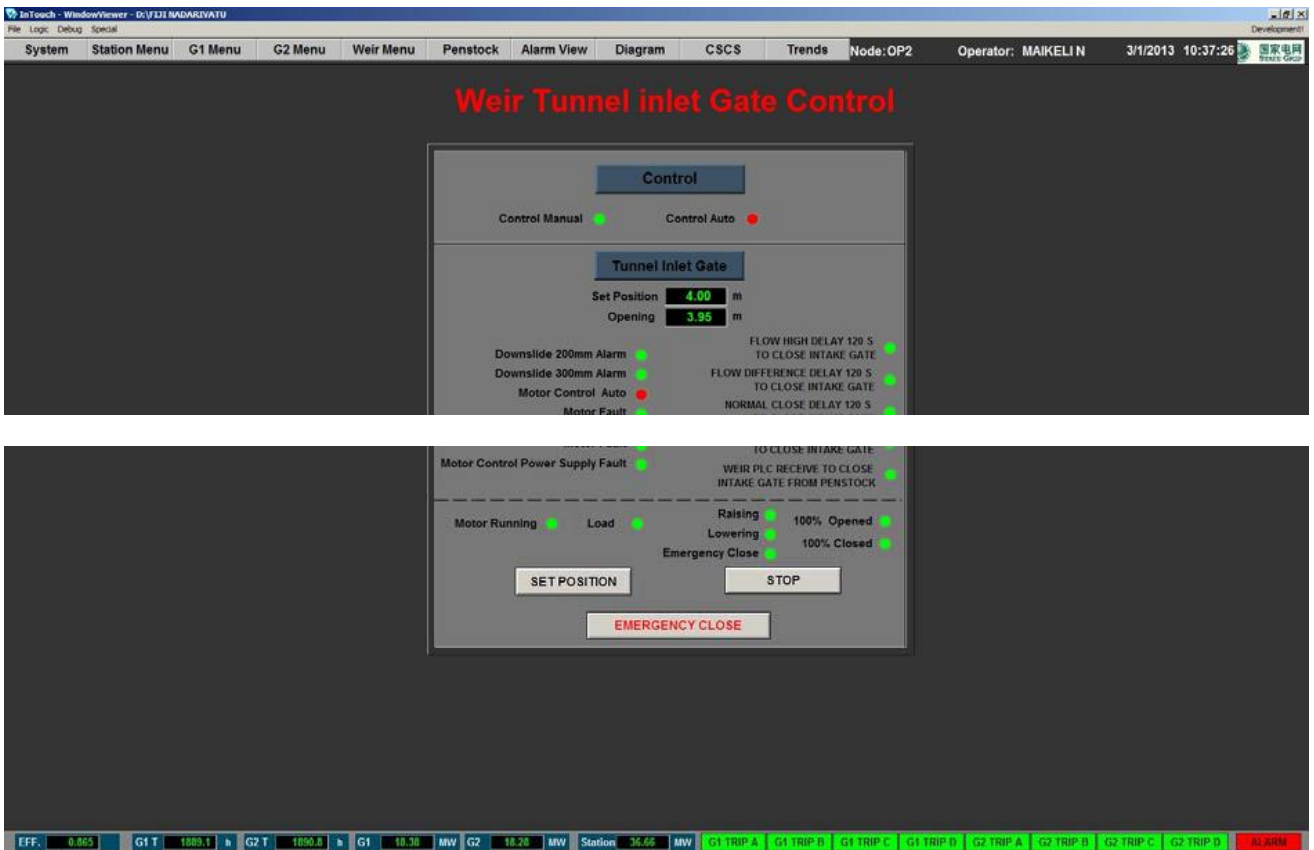 InTouch - WindowViewer - D:\FIJI NADARIVATU
File Logic Debug Special Development!
System Station Menu G1 Menu G2 Menu Weir Menu Penstock Alarm View Diagram CSCS Trends Node:OP2 Operator: MAIKELI N 3/1/2013 10:37:26 国家电网
STATE GRID
Weir Tunnel inlet Gate Control
Control
Control Manual Control Auto
Tunnel Inlet Gate
Set Position 4.00 m
Opening 3.95 m
Downslide 200mm Alarm
Downslide 300mm Alarm
Motor Control Auto
Motor Fault
FLOW HIGH DELAY 120 S
TO CLOSE INTAKE GATE
FLOW DIFFERENCE DELAY 120 S
TO CLOSE INTAKE GATE
NORMAL CLOSE DELAY 120 S
TO CLOSE INTAKE GATE
Motor Control Power Supply Fault
WEIR PLC RECEIVE TO CLOSE
INTAKE GATE FROM PENSTOCK
Motor Running Load
Raising
Lowering
Emergency Close
100% Opened
100% Closed
SET POSITION STOP
EMERGENCY CLOSE
EFF. 0.865 G1 T 1889.1 h G2 T 1890.8 h G1 18.38 MW G2 18.28 MW Station 36.66 MW G1 TRIP A G1 TRIP B G1 TRIP C G1 TRIP D G2 TRIP A G2 TRIP B G2 TRIP C G2 TRIP D ALARM